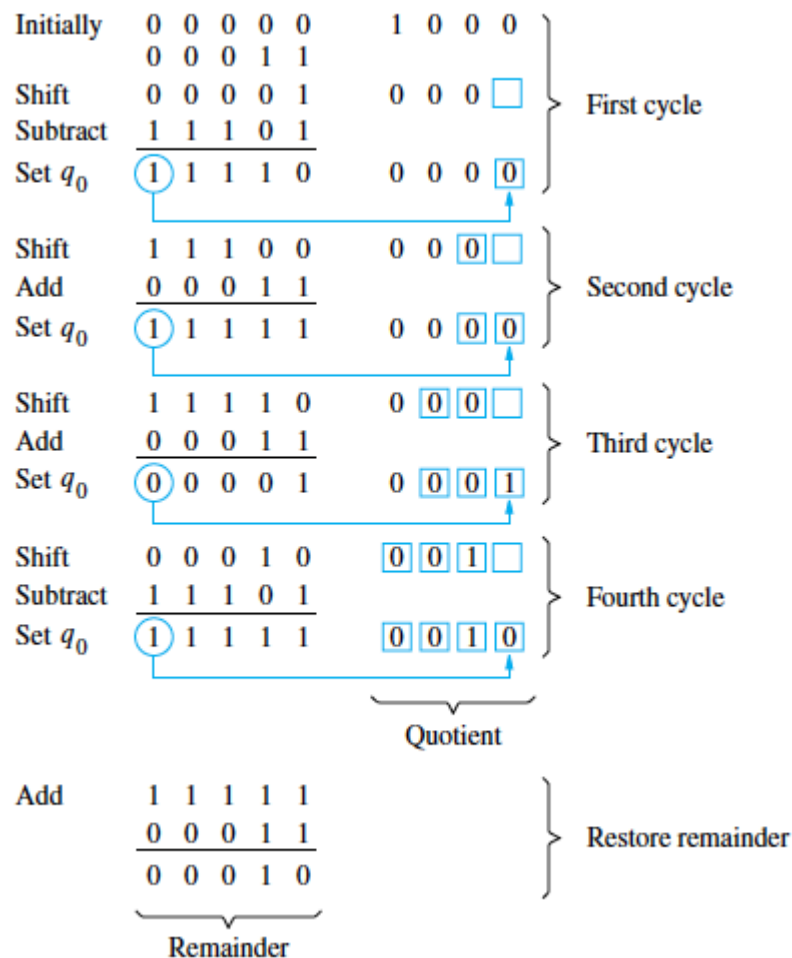 Initially 0 0 0 0 0 1 0 0 0
0 0 0 1 1
Shift 0 0 0 0 1 0 0 0
First cycle
Subtract 1 1 1 0 1
Set q0 1 1 1 1 0 0 0 0 0
Shift 1 1 1 0 0 0 0 0
Add 0 0 0 1 1 Second cycle
Set q0 1 1 1 1 1 0 0 0 0
Shift 1 1 1 1 0 0 0 0
Add 0 0 0 1 1 Third cycle
Set q0 0 0 0 0 1 0 0 0 1
Shift 0 0 0 1 0 0 0 1
Subtract 1 1 1 0 1 Fourth cycle
Set q0 1 1 1 1 1 0 0 1 0
Quotient
Add 1 1 1 1 1
0 0 0 1 1 Restore remainder
0 0 0 1 0
Remainder